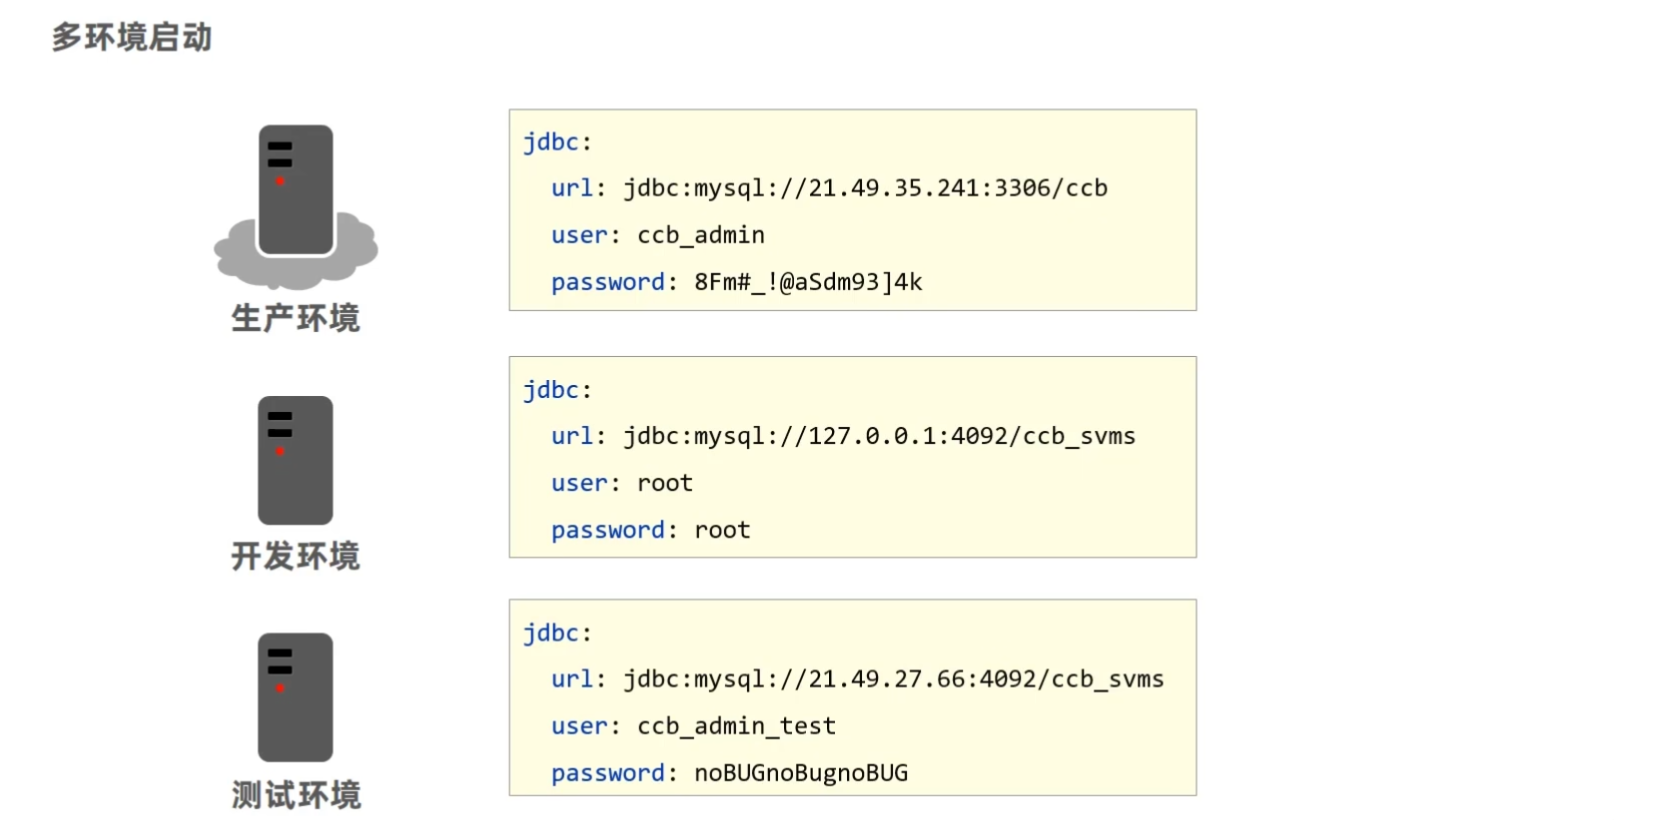 多环境启动
jdbc:
url: jdbc:mysql://21.49.35.241:3306/ccb
user: ccb_admin
password: 8Fm#_!@aSdm93]4k
生产环境
jdbc:
url: jdbc:mysql://127.0.0.1:4092/ccb_svms
user: root
password: root
开发环境
jdbc:
url: jdbc:mysql://21.49.27.66:4092/ccb_svms
user: ccb_admin_test
password: noBUGnoBugnoBUG
测试环境